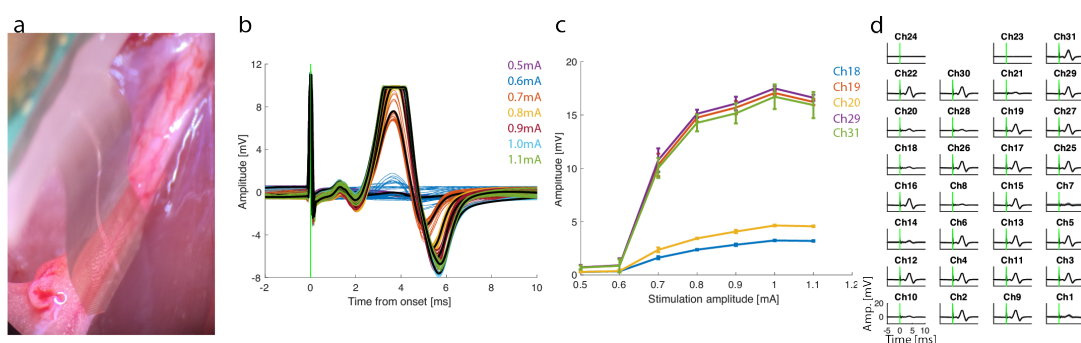 a
b
c
d
12
8
4
0
-4
-8
Amplitude [mV]
-2
0
2
4
6
8
10
Time from onset [ms]
0.5mA
0.6mA
0.7mA
0.8mA
0.9mA
1.0mA
1.1mA
20
15
10
5
0
Amplitude [mV]
0.5
0.6
0.7
0.8
0.9
1
1.1
1.2
Stimulation amplitude [mA]
Ch18
Ch19
Ch20
Ch29
Ch31
Ch24 Ch23 Ch31
Ch22 Ch30 Ch21 Ch29
Ch20 Ch28 Ch19 Ch27
Ch18 Ch26 Ch17 Ch25
Ch16 Ch8 Ch15 Ch7
Ch14 Ch6 Ch13 Ch5
Ch12 Ch4 Ch11 Ch3
Ch10 Ch2 Ch9 Ch1
Amp. [mV]
20
0
-5 0 5 10
Time [ms]